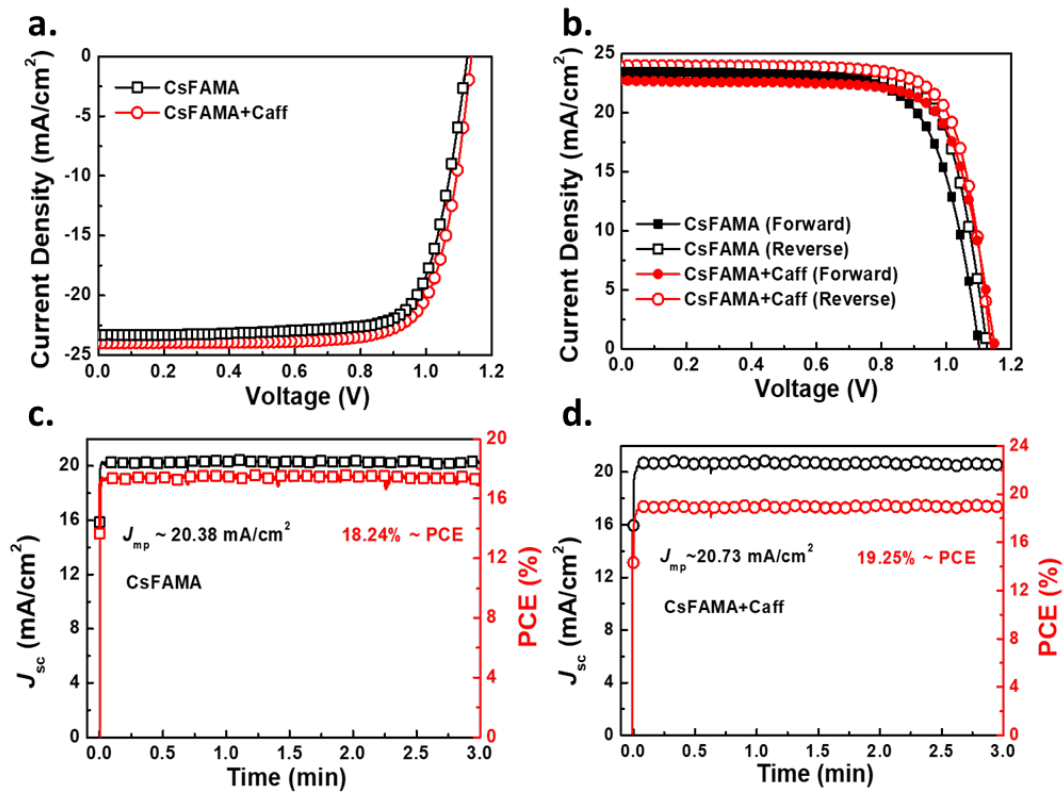 a.
0
-5
-10
-15
-20
-25
Current Density (mA/cm²)
CsFAMA
CsFAMA+Caff
0.0 0.2 0.4 0.6 0.8 1.0 1.2
Voltage (V)
b.
25
20
15
10
5
0
Current Density (mA/cm²)
CsFAMA (Forward)
CsFAMA (Reverse)
CsFAMA+Caff (Forward)
CsFAMA+Caff (Reverse)
0.0 0.2 0.4 0.6 0.8 1.0 1.2
Voltage (V)
c.
20
16
12
8
4
0
Jsc (mA/cm²)
Jmp ~ 20.38 mA/cm²
18.24% ~ PCE
CsFAMA
20
16
12
8
4
0
PCE (%)
0.0 0.5 1.0 1.5 2.0 2.5 3.0
Time (min)
d.
20
16
12
8
4
0
Jsc (mA/cm²)
Jmp ~20.73 mA/cm²
19.25% ~ PCE
CsFAMA+Caff
24
20
16
12
8
4
0
PCE (%)
0.0 0.5 1.0 1.5 2.0 2.5 3.0
Time (min)